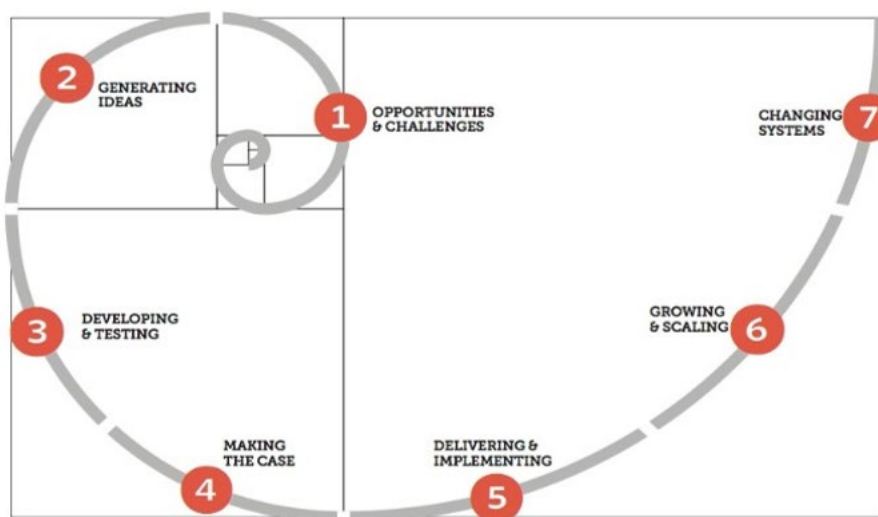 1
OPPORTUNITIES
& CHALLENGES
2
GENERATING
IDEAS
3
DEVELOPING
& TESTING
4
MAKING
THE CASE
5
DELIVERING &
IMPLEMENTING
6
GROWING
& SCALING
7
CHANGING
SYSTEMS